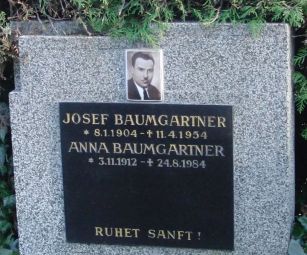 JOSEF BAUMGARTNER
* 8.1.1904 - ✝ 11.4.1954
ANNA BAUMGARTNER
* 3.11.1912 - ✝ 24.8.1984
RUHET SANFT!